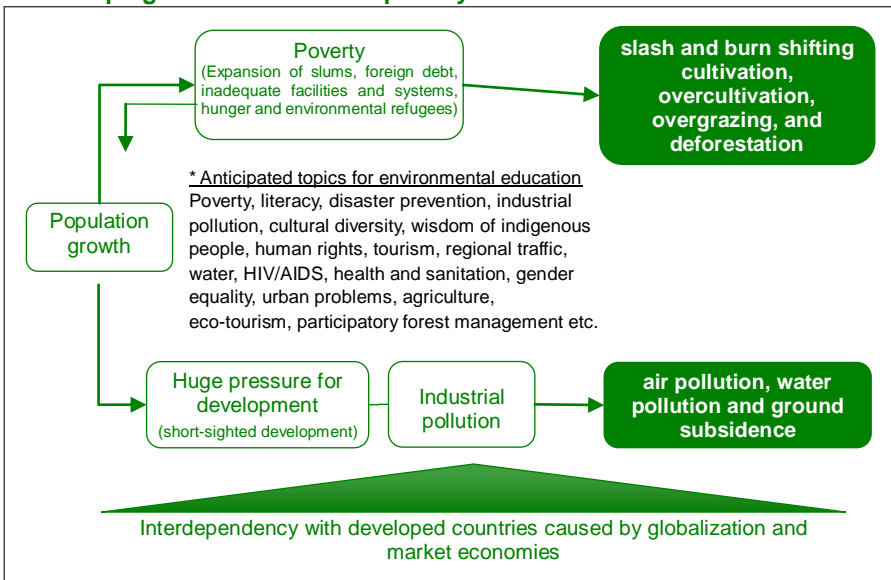 Poverty
(Expansion of slums, foreign debt,
inadequate facilities and systems,
hunger and environmental refugees)
slash and burn shifting
cultivation,
overcultivation,
overgrazing, and
deforestation
* Anticipated topics for environmental education
Poverty, literacy, disaster prevention, industrial
pollution, cultural diversity, wisdom of indigenous
people, human rights, tourism, regional traffic,
water, HIV/AIDS, health and sanitation, gender
equality, urban problems, agriculture,
eco-tourism, participatory forest management etc.
Population
growth
Huge pressure for
development
(short-sighted development)
Industrial
pollution
air pollution, water
pollution and ground
subsidence
Interdependency with developed countries caused by globalization and
market economies